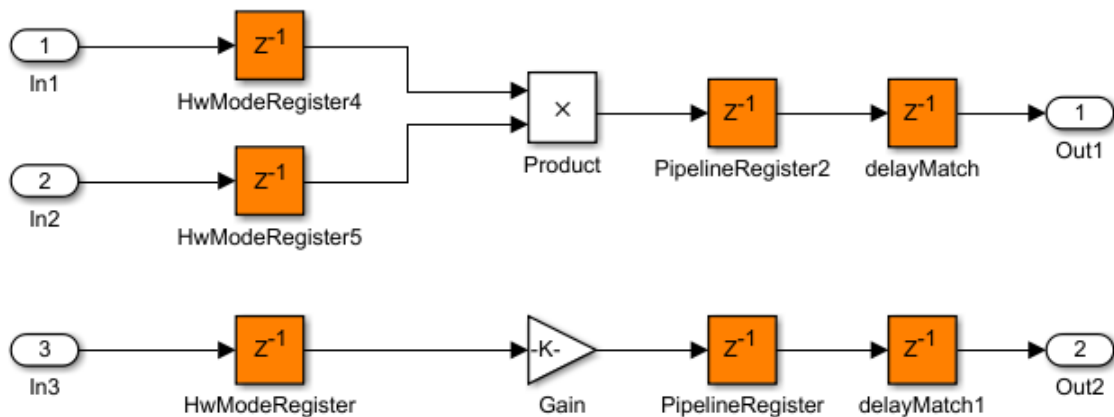 1
In1
Z-1
HwModeRegister4
2
In2
Z-1
HwModeRegister5
×
Product
Z-1
PipelineRegister2
Z-1
delayMatch
1
Out1
3
In3
Z-1
HwModeRegister
-K-
Gain
Z-1
PipelineRegister
Z-1
delayMatch1
2
Out2